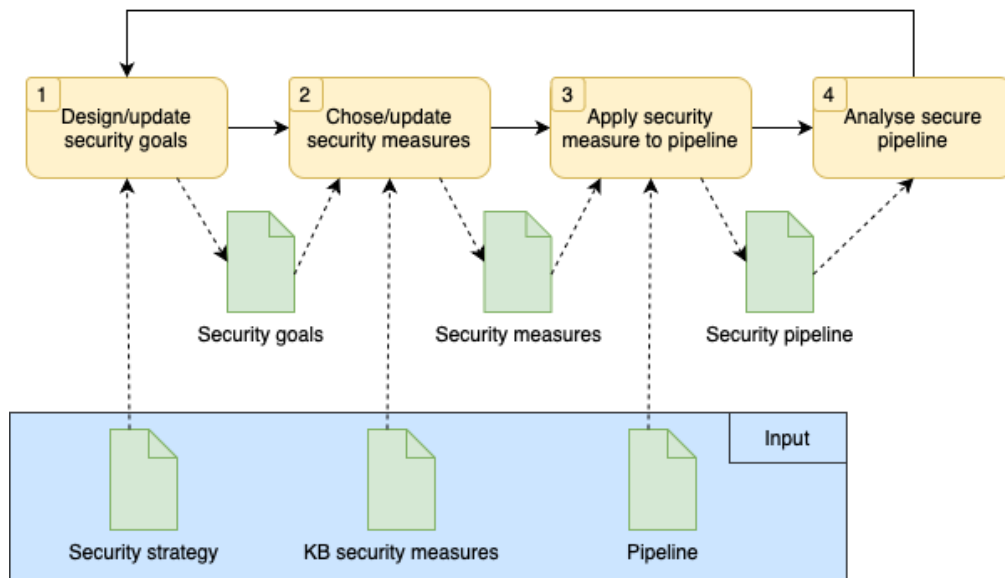 1
Design/update
security goals
2
Chose/update
security measures
3
Apply security
measure to pipeline
4
Analyse secure
pipeline
Security goals
Security measures
Security pipeline
Input
Security strategy
KB security measures
Pipeline